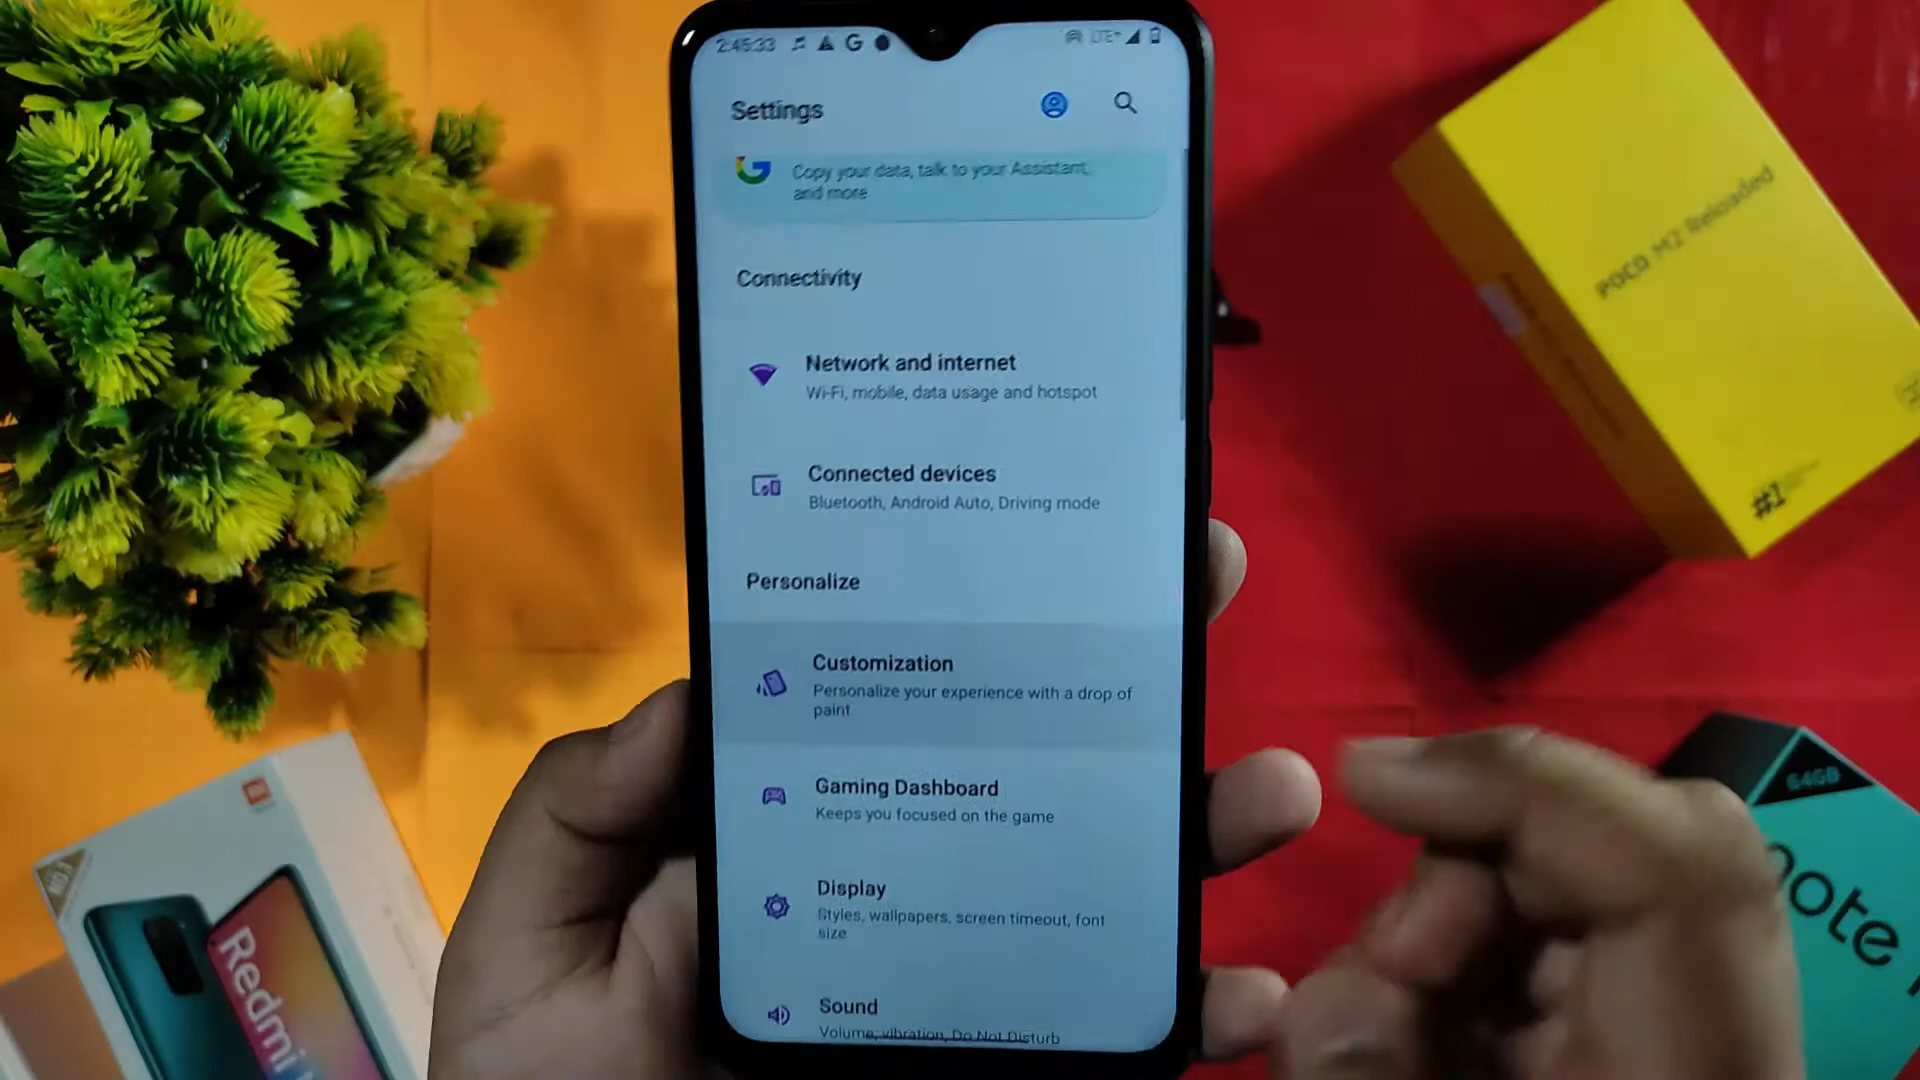 2:45:33
LTE+
Settings
Copy your data, talk to your Assistant,
and more
Connectivity
Network and internet
Wi-Fi, mobile, data usage and hotspot
Connected devices
Bluetooth, Android Auto, Driving mode
Personalize
Customization
Personalize your experience with a drop of
paint
Gaming Dashboard
Keeps you focused on the game
Display
Styles, wallpapers, screen timeout, font
size
Sound
Volume, vibration, Do Not Disturb
POCO M2 Reloaded
#1
64GB
note
Redmi